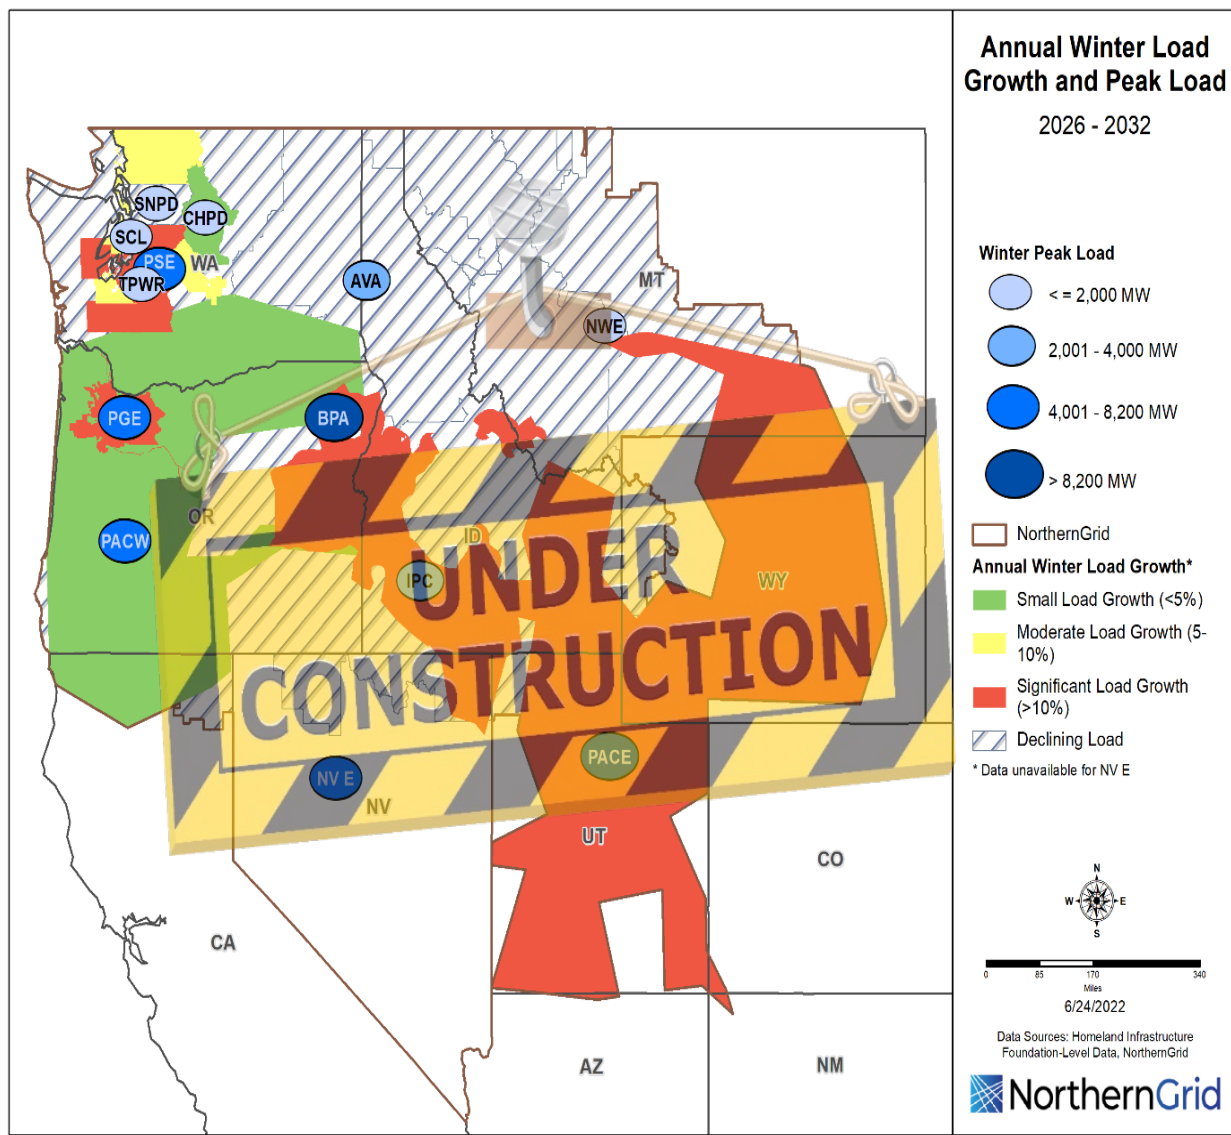 Annual Winter Load
Growth and Peak Load
2026 - 2032
SNPD
CHPD
SCL
PSE
WA
TPWR
AVA
MT
NWE
PGE
BPA
OR
PACW
ID
IPC
WY
UNDER
CONSTRUCTION
PACE
NV E
NV
UT
CO
CA
AZ
NM
Winter Peak Load
< = 2,000 MW
2,001 - 4,000 MW
4,001 - 8,200 MW
> 8,200 MW
NorthernGrid
Annual Winter Load Growth*
Small Load Growth (<5%)
Moderate Load Growth (5-
10%)
Significant Load Growth
(>10%)
Declining Load
* Data unavailable for NV E
N
W E
S
0 85 170 340
Miles
6/24/2022
Data Sources: Homeland Infrastructure
Foundation-Level Data, NorthernGrid
NorthernGrid